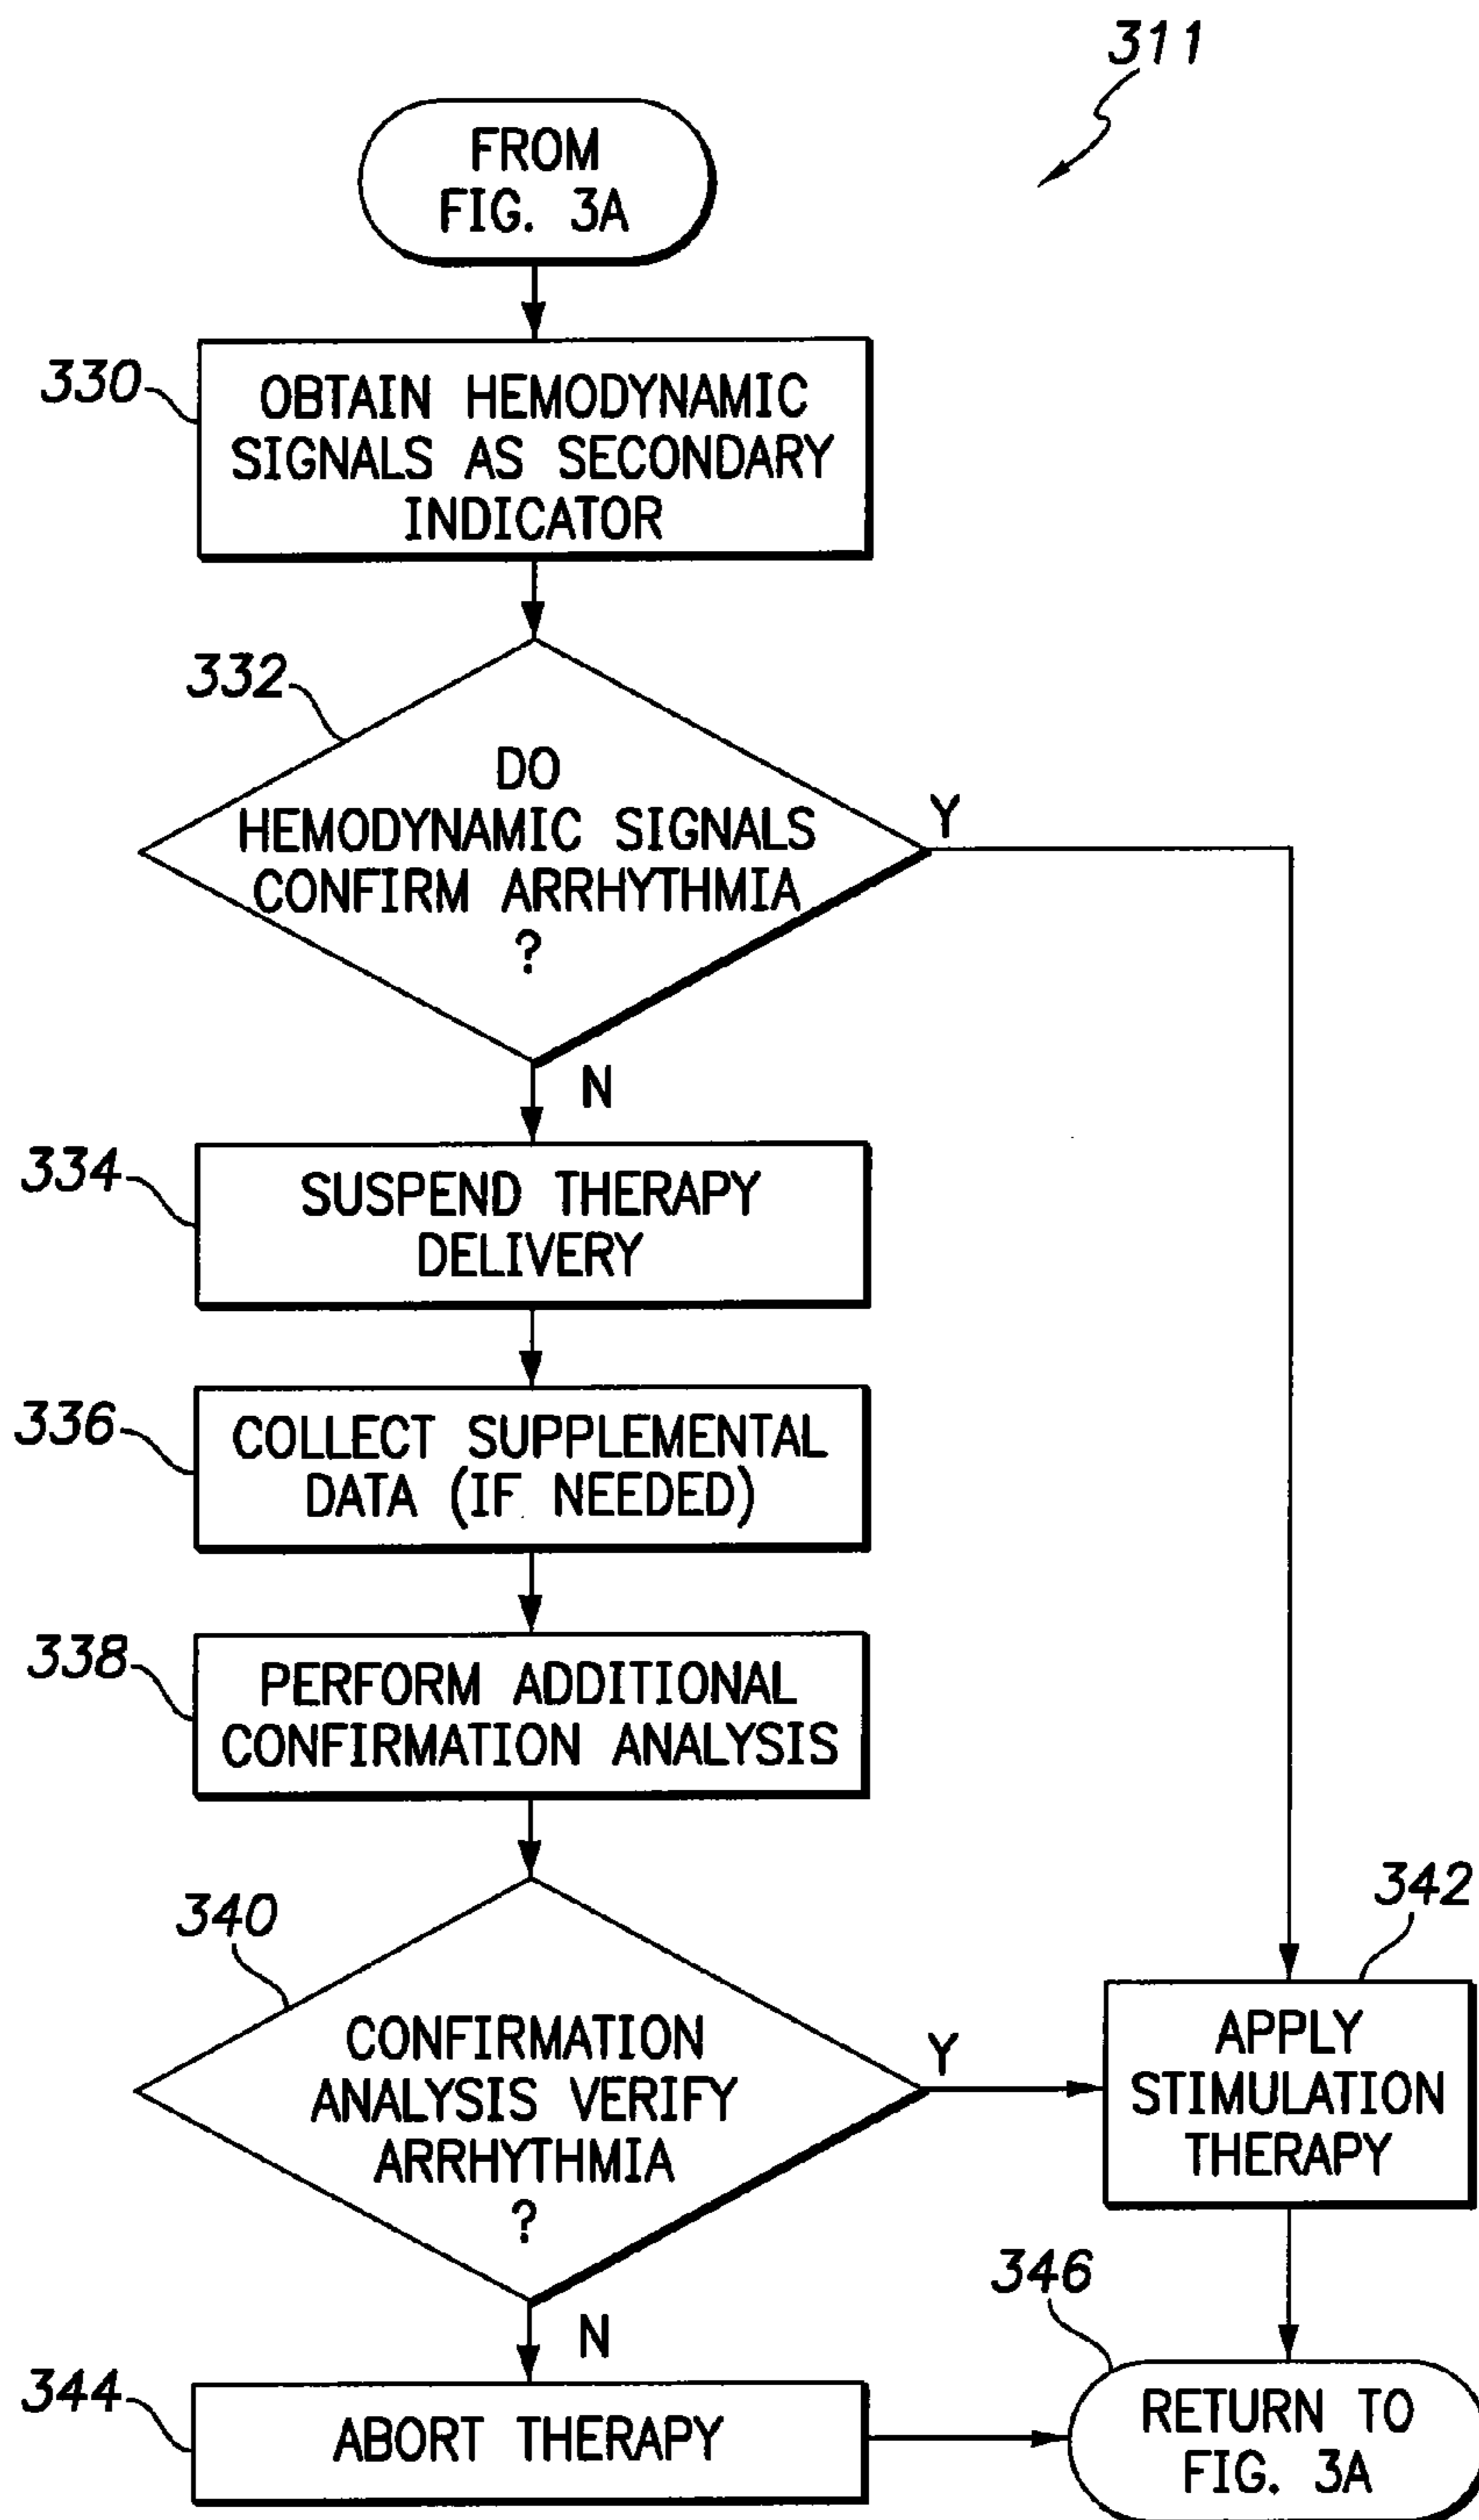 311
FROM
FIG. 3A
330
OBTAIN HEMODYNAMIC
SIGNALS AS SECONDARY
INDICATOR
332
DO
HEMODYNAMIC SIGNALS
CONFIRM ARRHYTHMIA
?
Y
N
334
SUSPEND THERAPY
DELIVERY
336
COLLECT SUPPLEMENTAL
DATA (IF NEEDED)
338
PERFORM ADDITIONAL
CONFIRMATION ANALYSIS
340
CONFIRMATION
ANALYSIS VERIFY
ARRHYTHMIA
?
Y
N
342
APPLY
STIMULATION
THERAPY
344
ABORT THERAPY
346
RETURN TO
FIG. 3A